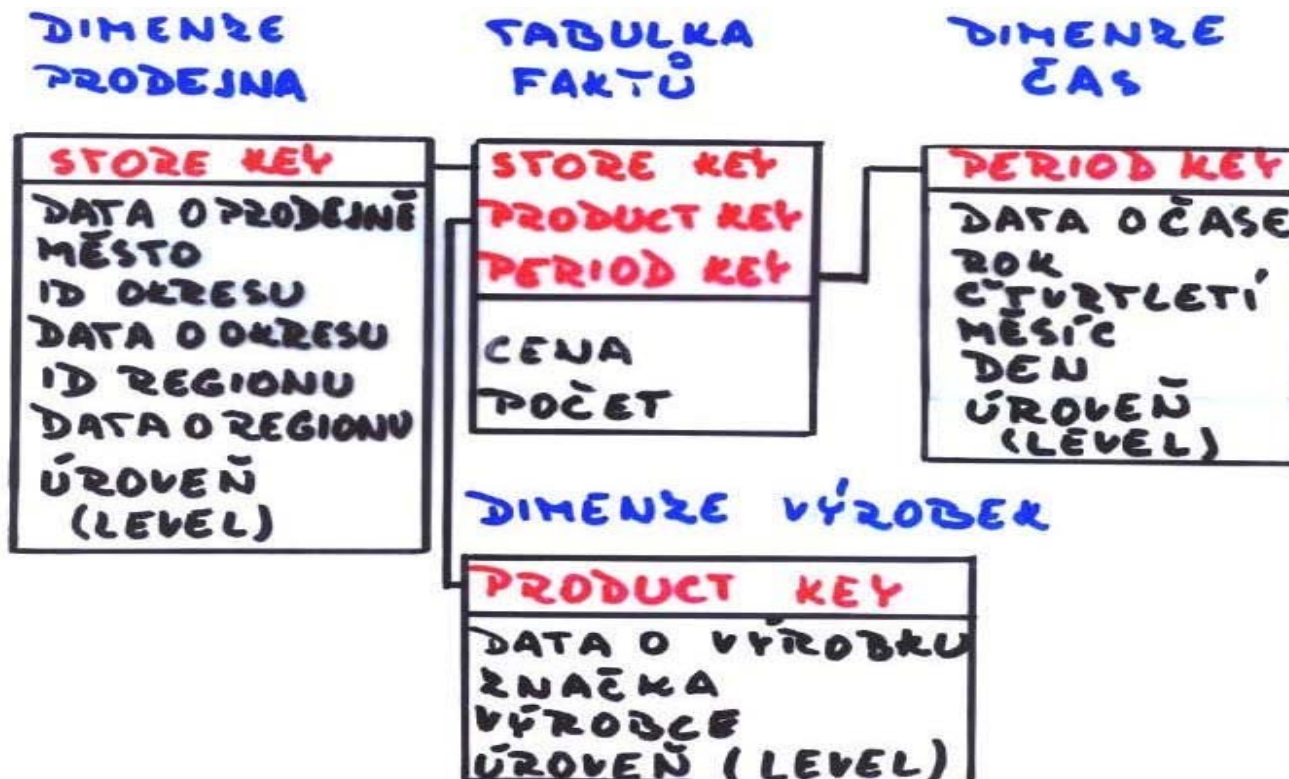 DIMENZE
PRODEJNA
STORE KEY
DATA O PRODEJNĚ
MĚSTO
ID OKRESU
DATA O OKRESU
ID REGIONU
DATA O REGIONU
ÚROVEŇ
(LEVEL)
TABULKA
FAKTŮ
STORE KEY
PRODUCT KEY
PERIOD KEY
CENA
POČET
DIMENZE
ČAS
PERIOD KEY
DATA O ČASE
ROK
ČTVRTLETÍ
MĚSÍC
DEN
ÚROVEŇ
(LEVEL)
DIMENZE VÝROBEK
PRODUCT KEY
DATA O VÝROBKU
ZNAČKA
VÝROBCE
ÚROVEŇ (LEVEL)